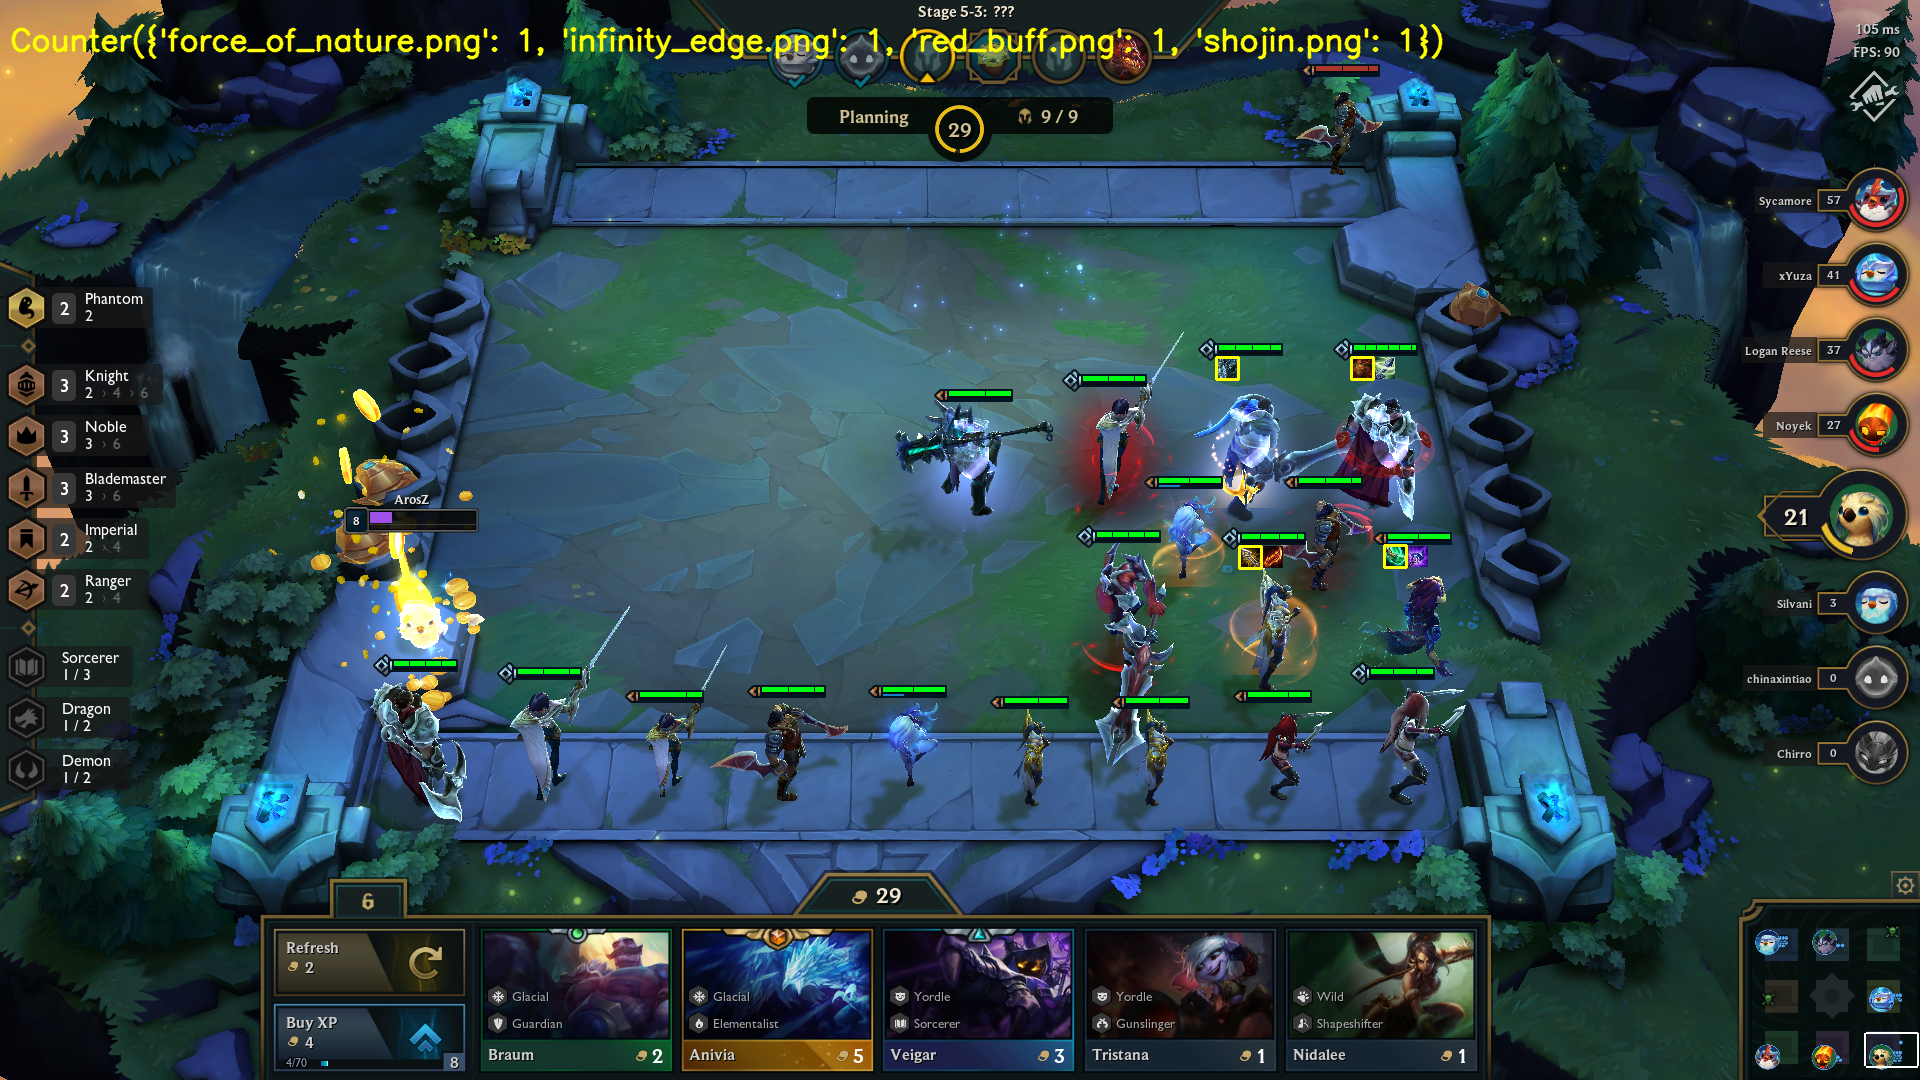 Stage 5-3: ???
Counter({'force_of_nature.png': 1, 'infinity_edge.png': 1, 'red_buff.png': 1, 'shojin.png': 1})
105 ms
FPS: 90
Planning
29
9 / 9
Sycamore
57
xYuza
41
Logan Reese
37
Noyek
27
21
Silvani
3
chinaxintiao
0
Chirro
0
2
Phantom
2
3
Knight
2 › 4 › 6
3
Noble
3 › 6
3
Blademaster
3 › 6
2
Imperial
2 › 4
2
Ranger
2 › 4
Sorcerer
1 / 3
Dragon
1 / 2
Demon
1 / 2
ArosZ
8
6
29
Refresh
2
Buy XP
4
4/70
8
Glacial
Guardian
Braum
2
Glacial
Elementalist
Anivia
5
Yordle
Sorcerer
Veigar
3
Yordle
Gunslinger
Tristana
1
Wild
Shapeshifter
Nidalee
1